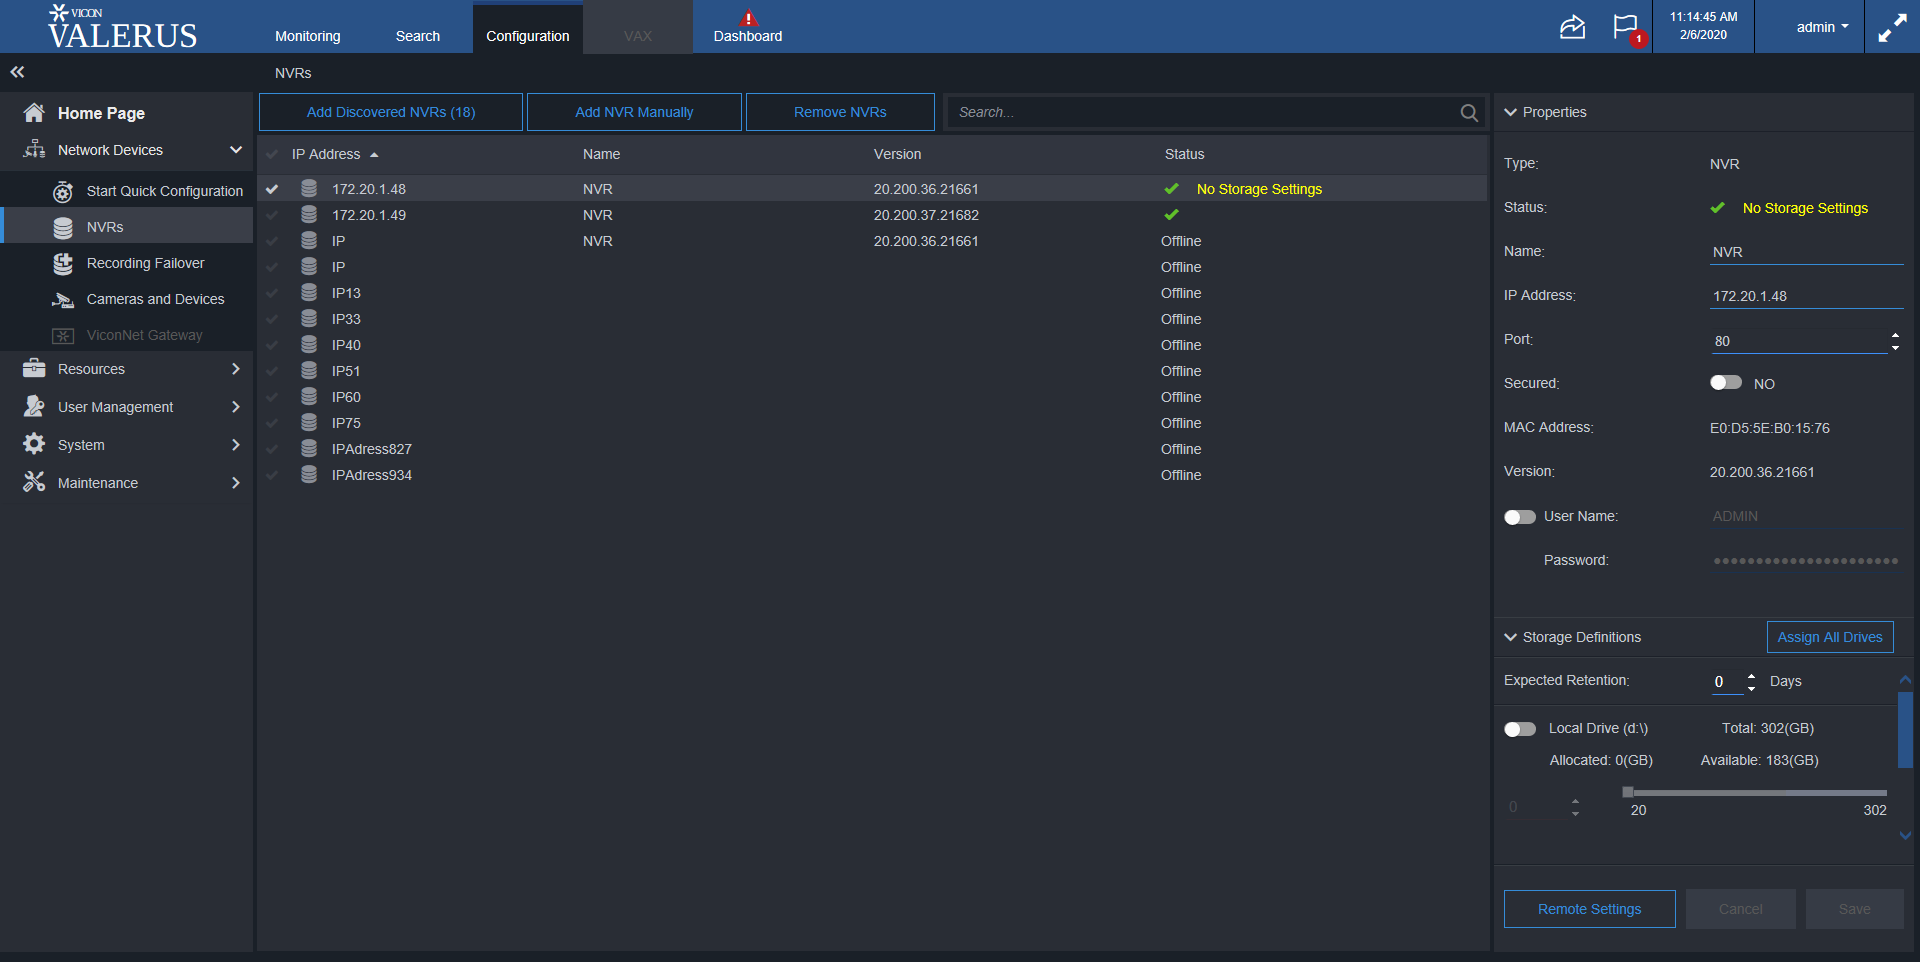 VICON
VALERUS
Monitoring
Search
Configuration
VAX
Dashboard
1
11:14:45 AM
2/6/2020
admin
NVRs
Home Page
Network Devices
Start Quick Configuration
NVRs
Recording Failover
Cameras and Devices
ViconNet Gateway
Resources
User Management
System
Maintenance
Add Discovered NVRs (18)
Add NVR Manually
Remove NVRs
Search...
IP Address Name Version Status
172.20.1.48 NVR 20.200.36.21661 No Storage Settings
172.20.1.49 NVR 20.200.37.21682
IP NVR 20.200.36.21661 Offline
IP Offline
IP13 Offline
IP33 Offline
IP40 Offline
IP51 Offline
IP60 Offline
IP75 Offline
IPAdress827 Offline
IPAdress934 Offline
Properties
Type: NVR
Status: No Storage Settings
Name: NVR
IP Address: 172.20.1.48
Port: 80
Secured: NO
MAC Address: E0:D5:5E:B0:15:76
Version: 20.200.36.21661
User Name: ADMIN
Password:
Storage Definitions
Assign All Drives
Expected Retention: 0 Days
Local Drive (d:\) Total: 302(GB)
Allocated: 0(GB) Available: 183(GB)
0
20 302
Remote Settings
Cancel
Save